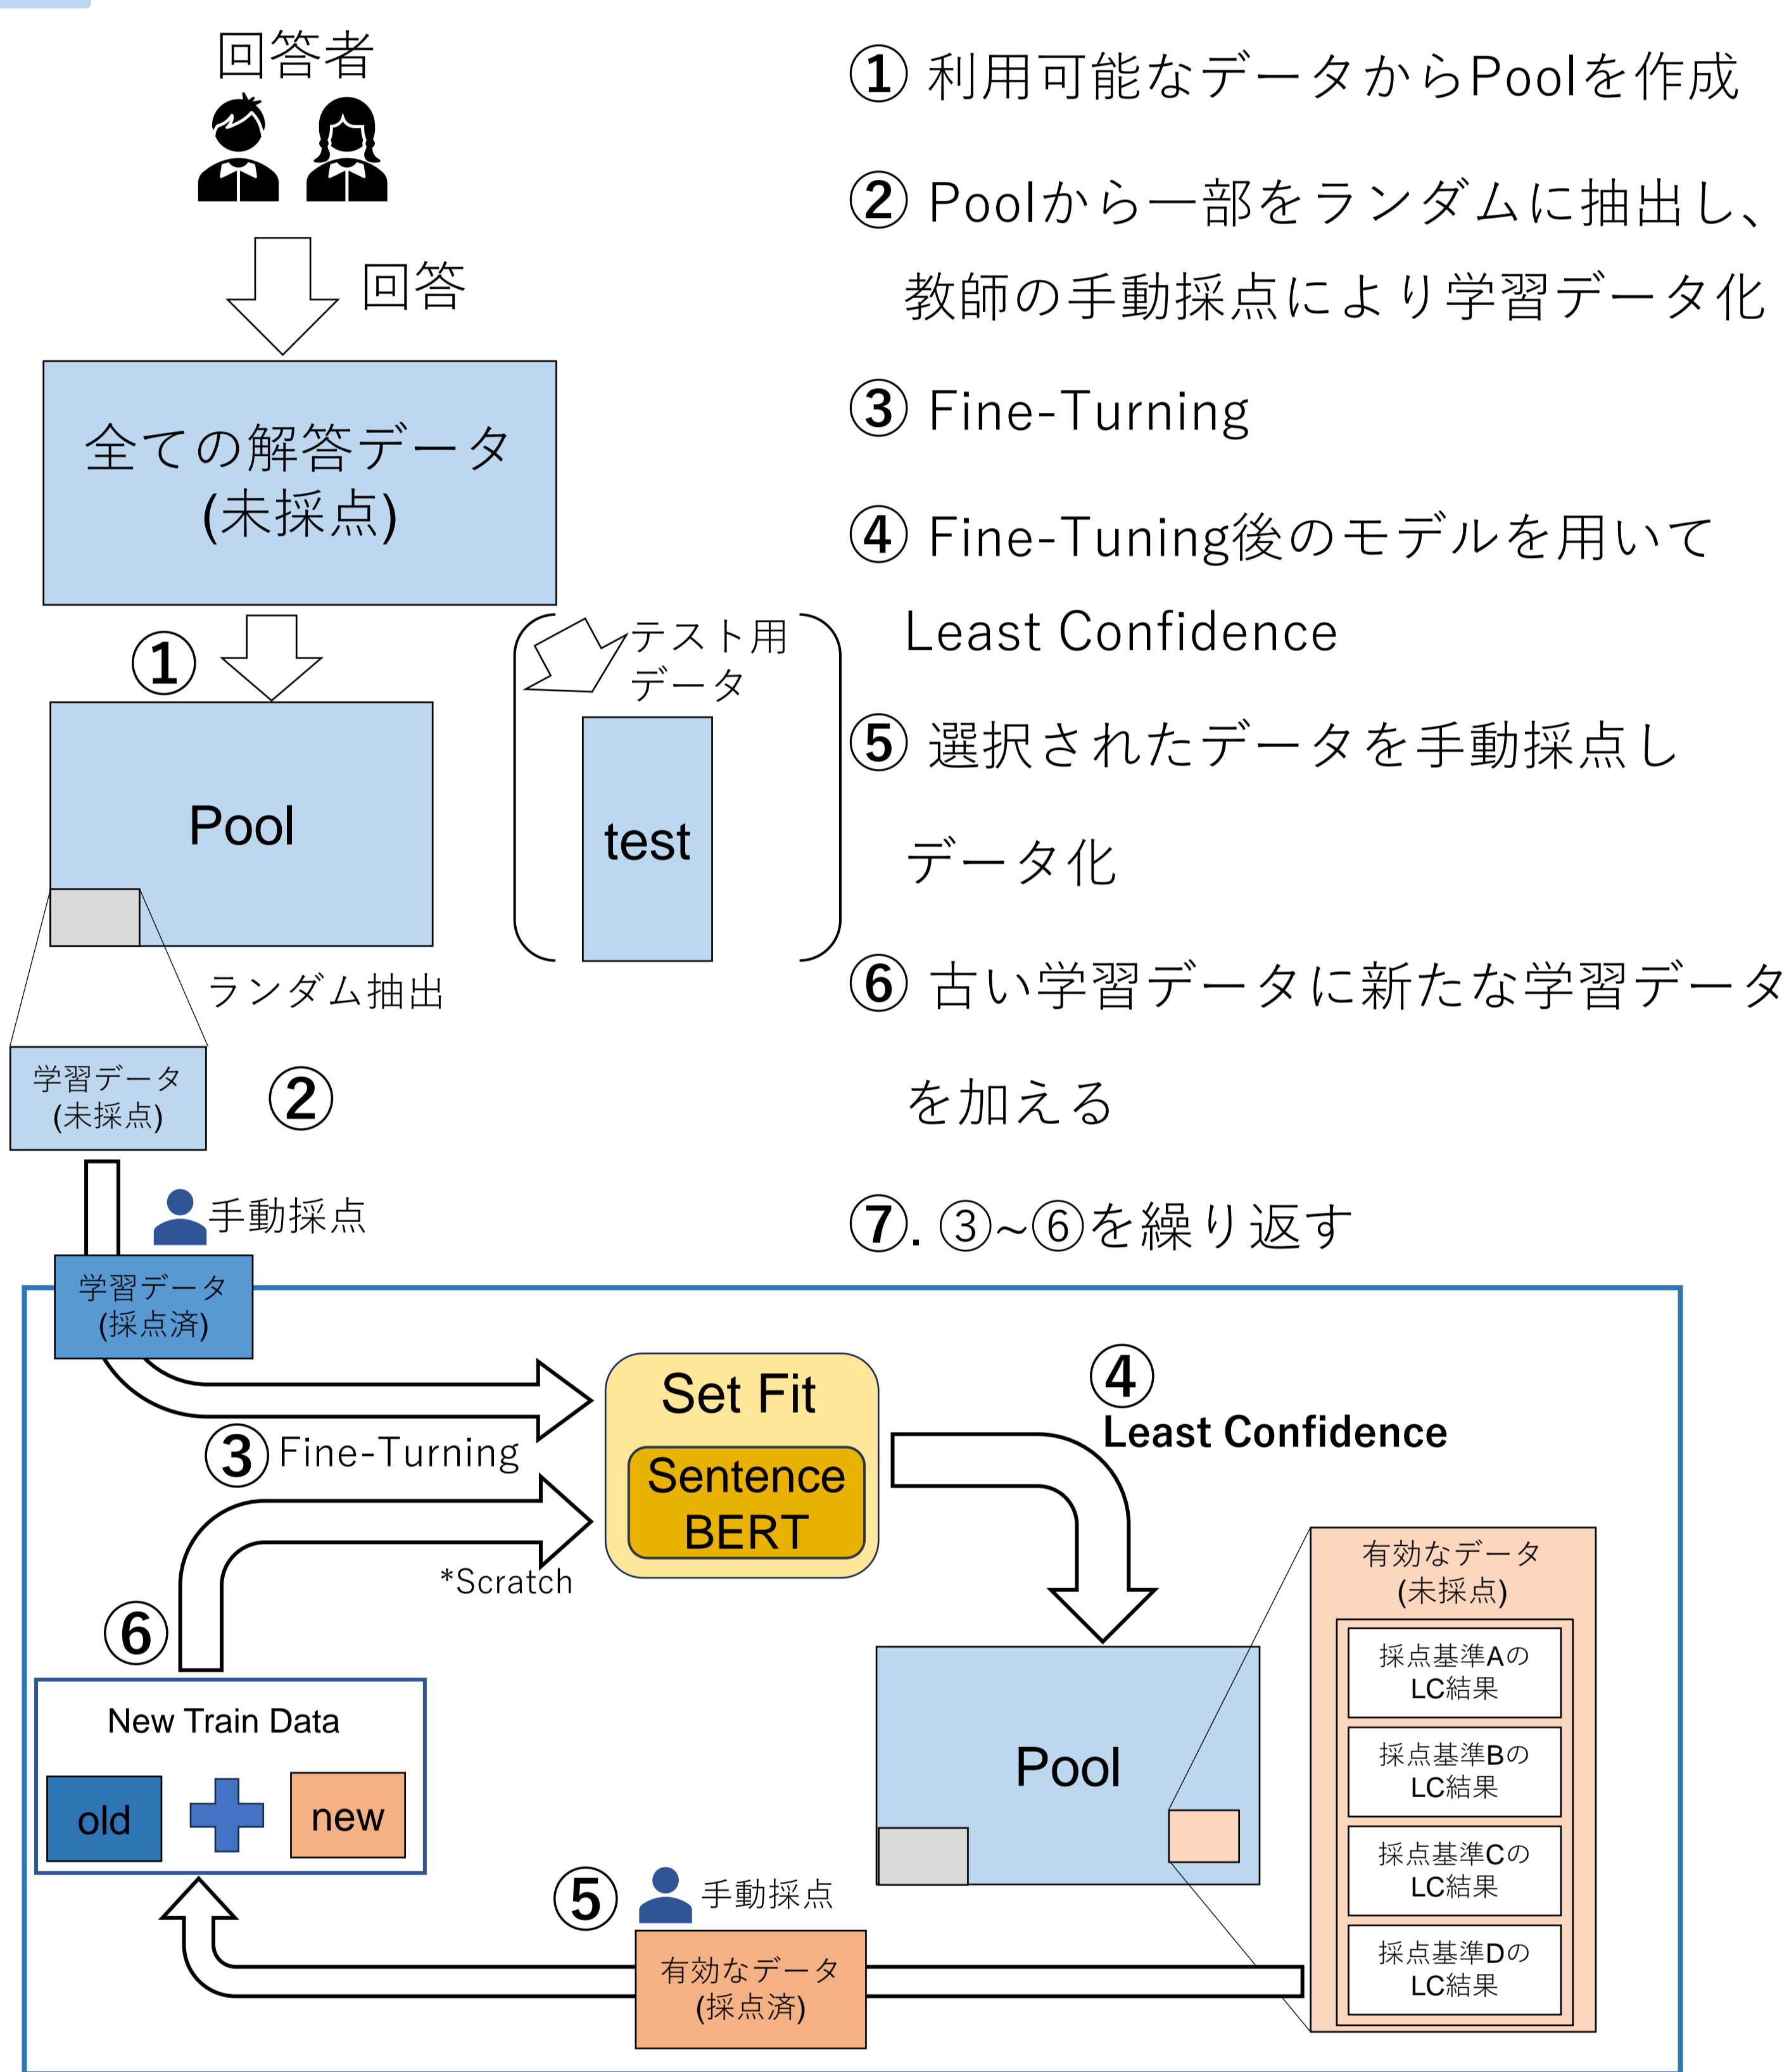 回答者
回答
全ての解答データ
(未採点)
①
テスト用
データ
Pool
test
ランダム抽出
学習データ
(未採点)
②
手動採点
① 利用可能なデータからPoolを作成
② Poolから一部をランダムに抽出し、
教師の手動採点により学習データ化
③ Fine-Turning
④ Fine-Tuning後のモデルを用いて
Least Confidence
⑤ 選択されたデータを手動採点し
データ化
⑥ 古い学習データに新たな学習データ
を加える
⑦. ③~⑥を繰り返す
学習データ
(採点済)
③ Fine-Turning
Set Fit
Sentence
BERT
④
Least Confidence
*Scratch
⑥
New Train Data
old
new
Pool
有効なデータ
(未採点)
採点基準Aの
LC結果
採点基準Bの
LC結果
採点基準Cの
LC結果
採点基準Dの
LC結果
⑤
手動採点
有効なデータ
(採点済)